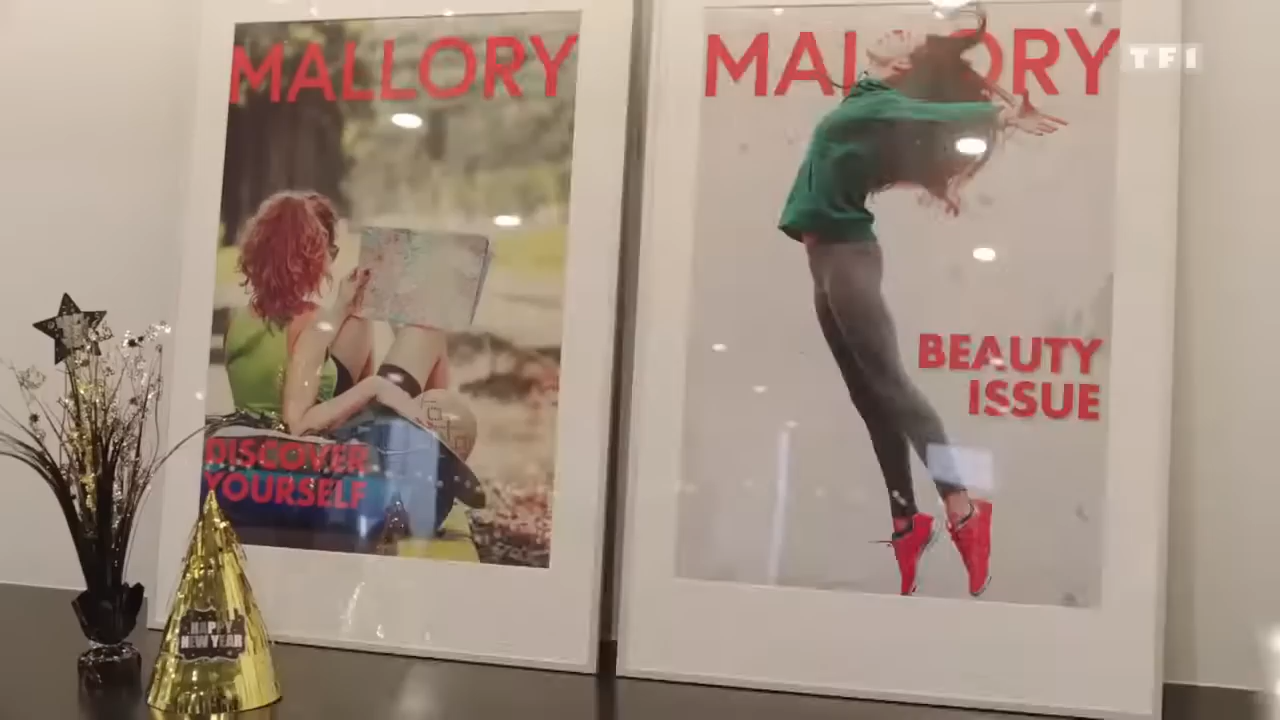 MALLORY
DISCOVER
YOURSELF
MALLORY
BEAUTY
ISSUE
TF1
HAPPY
NEW YEAR